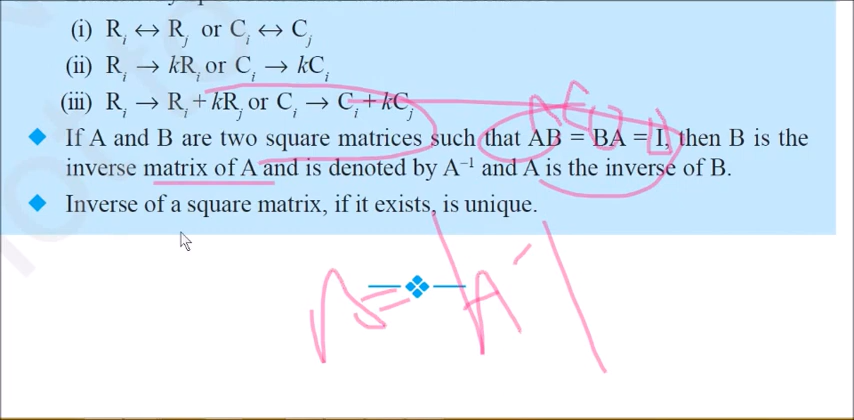 (i) Rᵢ ↔ Rⱼ or Cᵢ ↔ Cⱼ
(ii) Rᵢ → kRᵢ or Cᵢ → kCᵢ
(iii) Rᵢ → Rᵢ + kRⱼ or Cᵢ → Cᵢ + kCⱼ
If A and B are two square matrices such that AB = BA = I, then B is the
inverse matrix of A and is denoted by A⁻¹ and A is the inverse of B.
Inverse of a square matrix, if it exists, is unique.